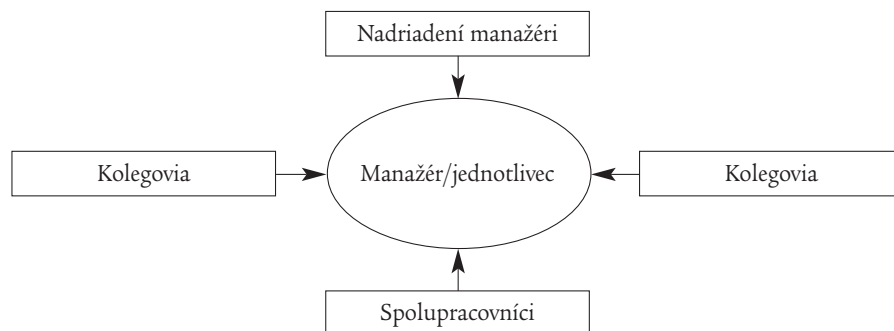 Nadriadení manažéri
Kolegovia
Manažér/jednotlivec
Kolegovia
Spolupracovníci